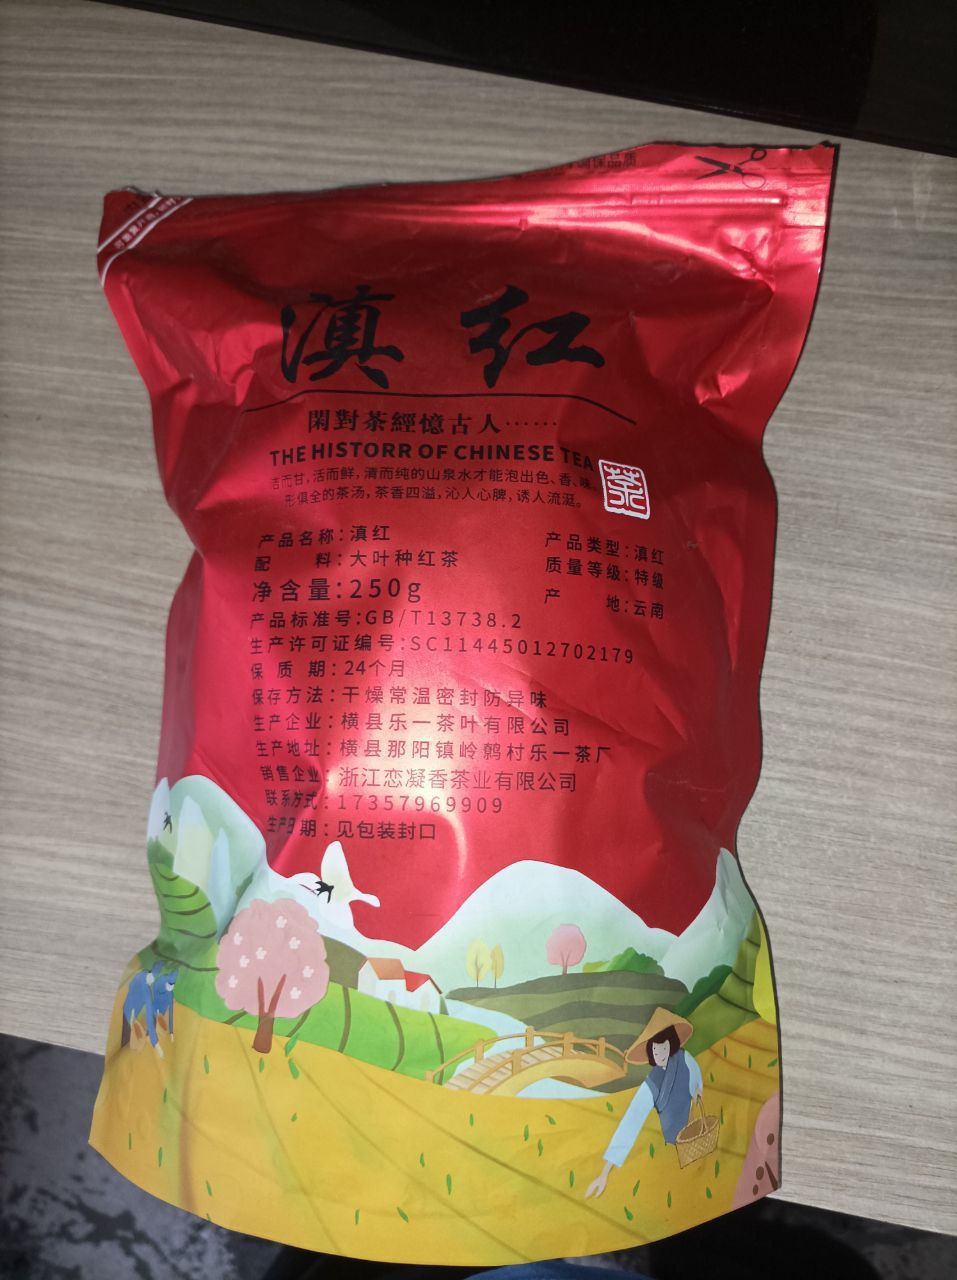 滇红
閑對茶經憶古人……
THE HISTORR OF CHINESE TEA
洁而甘,活而鲜,清而纯的山泉水才能泡出色、香、味、
形俱全的茶汤,茶香四溢,沁人心脾,诱人流涎。
茶
产品名称:滇红
产品类型:滇红
配 料:大叶种红茶
质量等级:特级
净含量:250g
产 地:云南
产品标准号:GB/T13738.2
生产许可证编号:SC11445012702179
保 质 期:24个月
保存方法:干燥常温密封防异味
生产企业:横县乐一茶叶有限公司
生产地址:横县那阳镇岭鹩村乐一茶厂
销售企业:浙江恋凝香茶业有限公司
联系方式:17357969909
生产日期:见包装封口